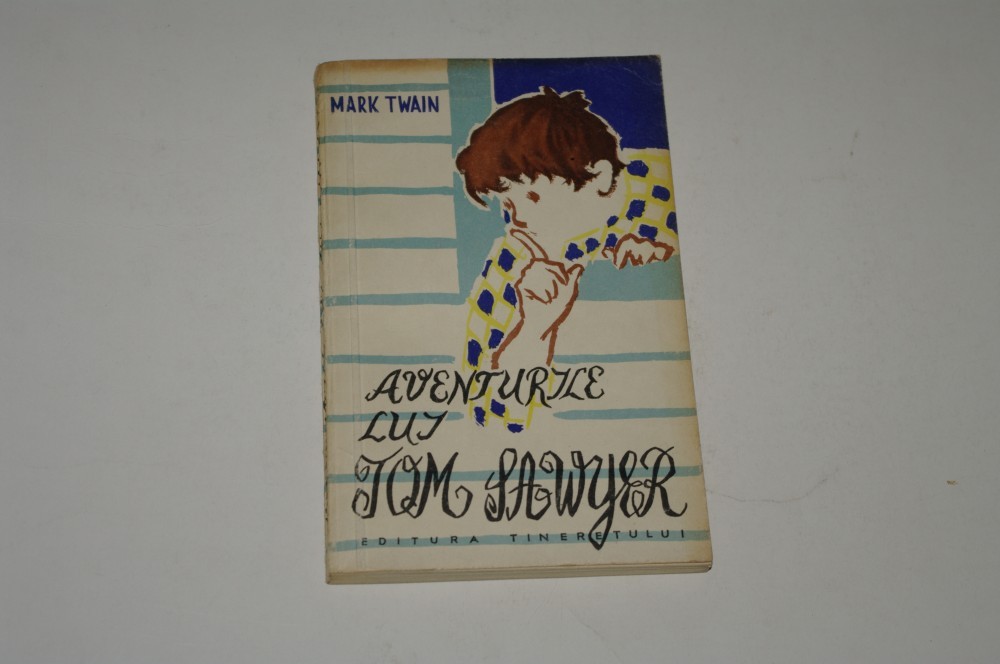 MARK TWAIN
AVENTURILE
LUI
TOM SAWYER
EDITURA TINERETULUI